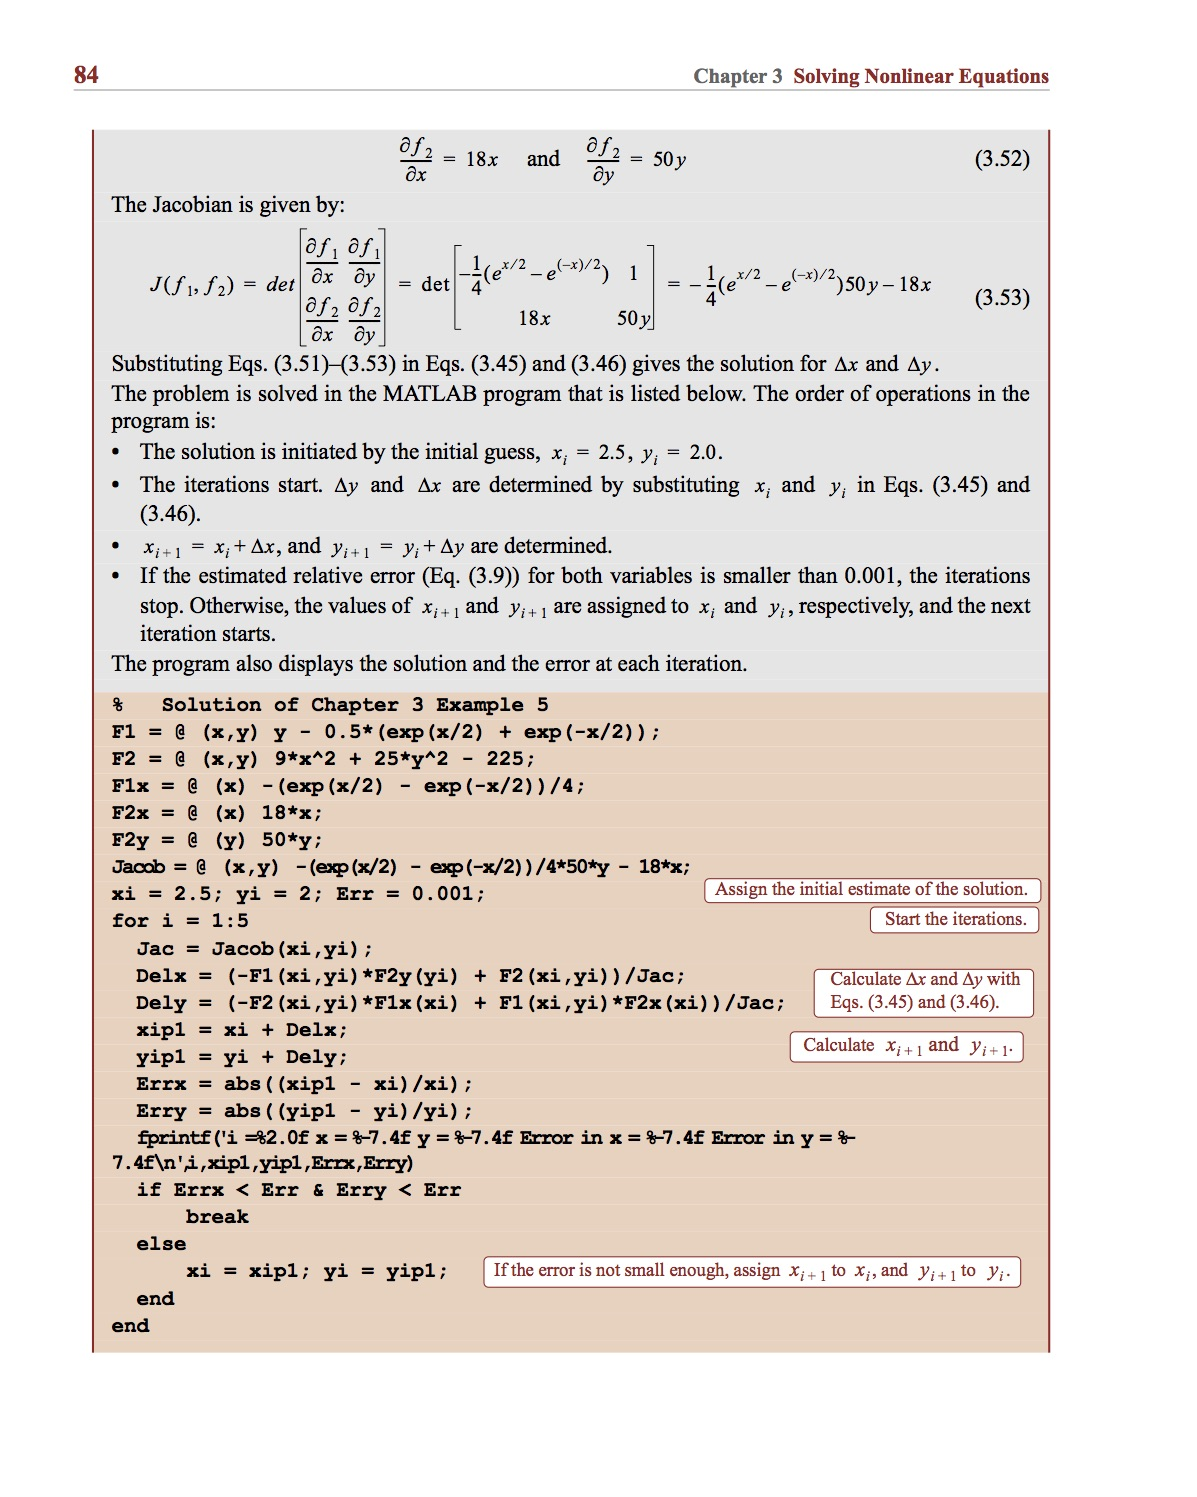 84
Chapter 3 Solving Nonlinear Equations
∂f₂/∂x = 18x and ∂f₂/∂y = 50y (3.52)
The Jacobian is given by:
J(f₁, f₂) = det[∂f₁/∂x ∂f₁/∂y; ∂f₂/∂x ∂f₂/∂y] = det[-1/4(e^{x/2} – e^{(–x)/2}) 1; 18x 50y] = -1/4(e^{x/2} – e^{(–x)/2})50y – 18x (3.53)
Substituting Eqs. (3.51)–(3.53) in Eqs. (3.45) and (3.46) gives the solution for Δx and Δy.
The problem is solved in the MATLAB program that is listed below. The order of operations in the
program is:
• The solution is initiated by the initial guess, xᵢ = 2.5, yᵢ = 2.0.
• The iterations start. Δy and Δx are determined by substituting xᵢ and yᵢ in Eqs. (3.45) and
(3.46).
• xᵢ₊₁ = xᵢ + Δx, and yᵢ₊₁ = yᵢ + Δy are determined.
• If the estimated relative error (Eq. (3.9)) for both variables is smaller than 0.001, the iterations
stop. Otherwise, the values of xᵢ₊₁ and yᵢ₊₁ are assigned to xᵢ and yᵢ, respectively, and the next
iteration starts.
The program also displays the solution and the error at each iteration.
% Solution of Chapter 3 Example 5
F1 = @ (x,y) y - 0.5*(exp(x/2) + exp(-x/2));
F2 = @ (x,y) 9*x^2 + 25*y^2 - 225;
F1x = @ (x) -(exp(x/2) - exp(-x/2))/4;
F2x = @ (x) 18*x;
F2y = @ (y) 50*y;
Jacob = @ (x,y) -(exp(x/2) - exp(-x/2))/4*50*y - 18*x;
xi = 2.5; yi = 2; Err = 0.001;
Assign the initial estimate of the solution.
for i = 1:5
Start the iterations.
Jac = Jacob(xi,yi);
Delx = (-F1(xi,yi)*F2y(yi) + F2(xi,yi))/Jac;
Dely = (-F2(xi,yi)*F1x(xi) + F1(xi,yi)*F2x(xi))/Jac;
Calculate Δx and Δy with
Eqs. (3.45) and (3.46).
xip1 = xi + Delx;
yip1 = yi + Dely;
Calculate xᵢ₊₁ and yᵢ₊₁.
Errx = abs((xip1 - xi)/xi);
Erry = abs((yip1 - yi)/yi);
fprintf('i =%2.0f x = %-7.4f y = %-7.4f Error in x = %-7.4f Error in y = %-
7.4f\n',i,xip1,yip1,Errx,Erry)
if Errx < Err & Erry < Err
break
else
xi = xip1; yi = yip1;
If the error is not small enough, assign xᵢ₊₁ to xᵢ, and yᵢ₊₁ to yᵢ.
end
end